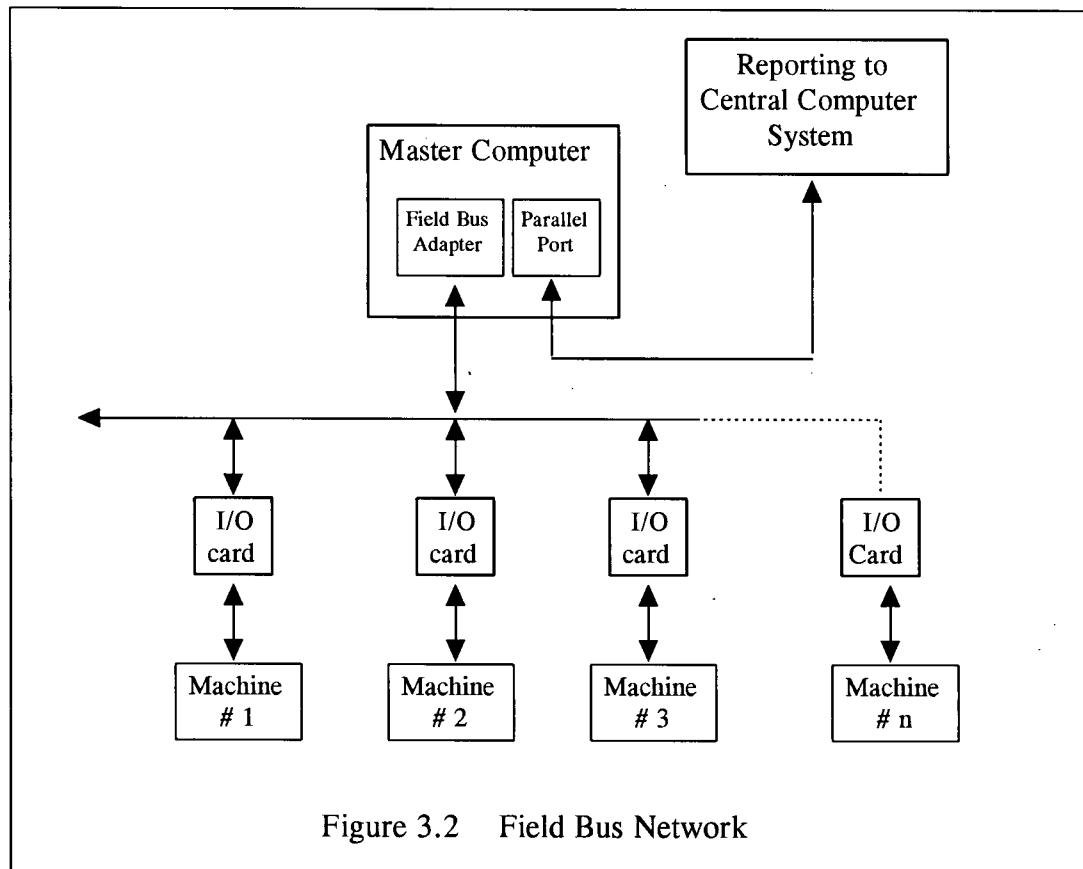 Reporting to
Central Computer
System
Master Computer
Field Bus
Adapter
Parallel
Port
I/O
card
I/O
card
I/O
card
I/O
Card
Machine
# 1
Machine
# 2
Machine
# 3
Machine
# n
Figure 3.2 Field Bus Network